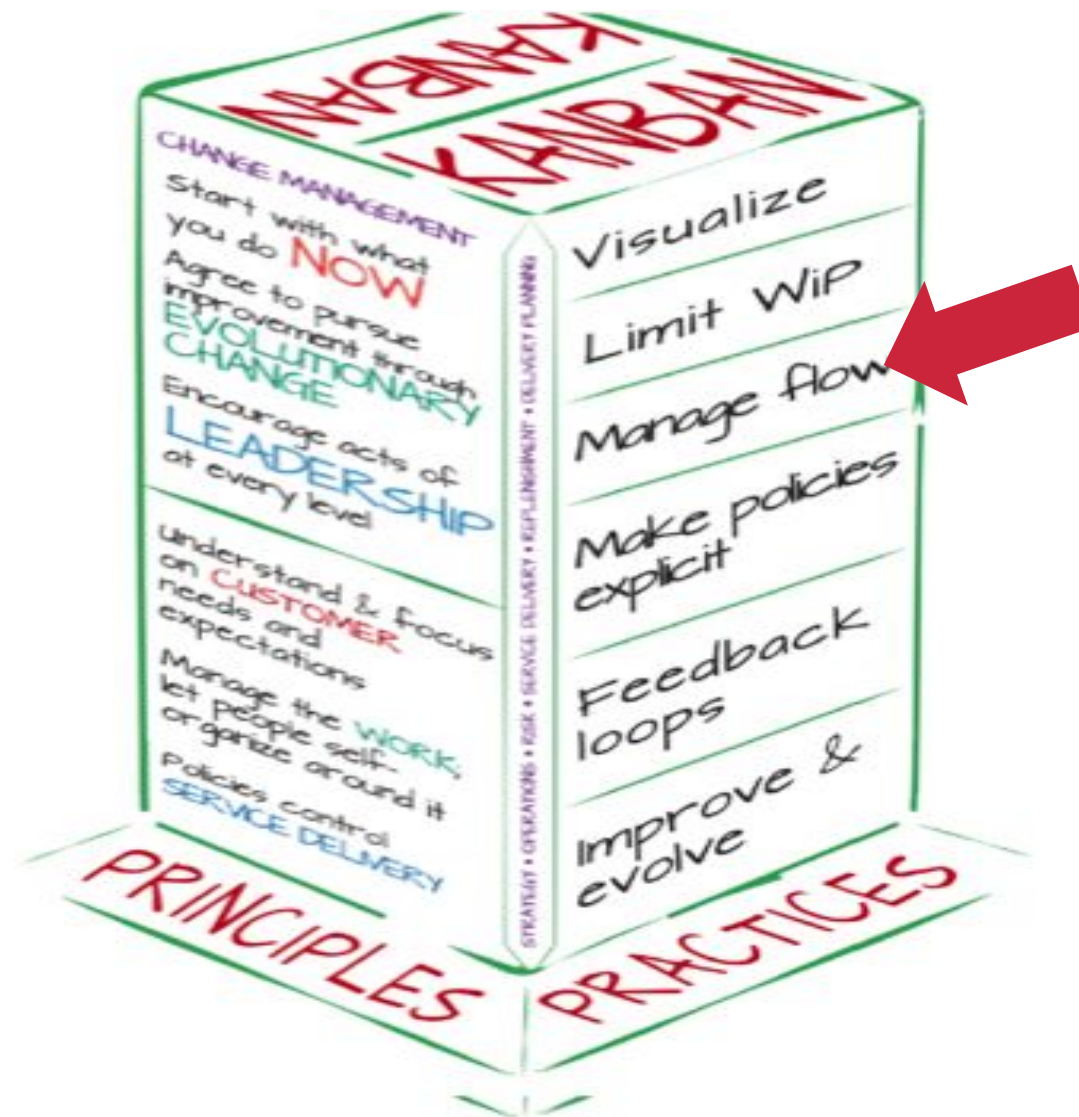 KANBAN
KANBAN
CHANGE MANAGEMENT
Start with what
you do NOW
Agree to pursue
improvement through
EVOLUTIONARY
CHANGE
Encourage acts of
LEADERSHIP
at every level
understand & focus
on CUSTOMER
needs and
expectations
Manage the WORK;
let people self-
organize around it
Policies control
SERVICE DELIVERY
STRATEGY • OPERATIONS • RISK • SERVICE DELIVERY • REPLENISHMENT • DELIVERY PLANNING
Visualize
Limit WiP
Manage flow
Make policies
explicit
Feedback
loops
Improve &
evolve
PRINCIPLES
PRACTICES